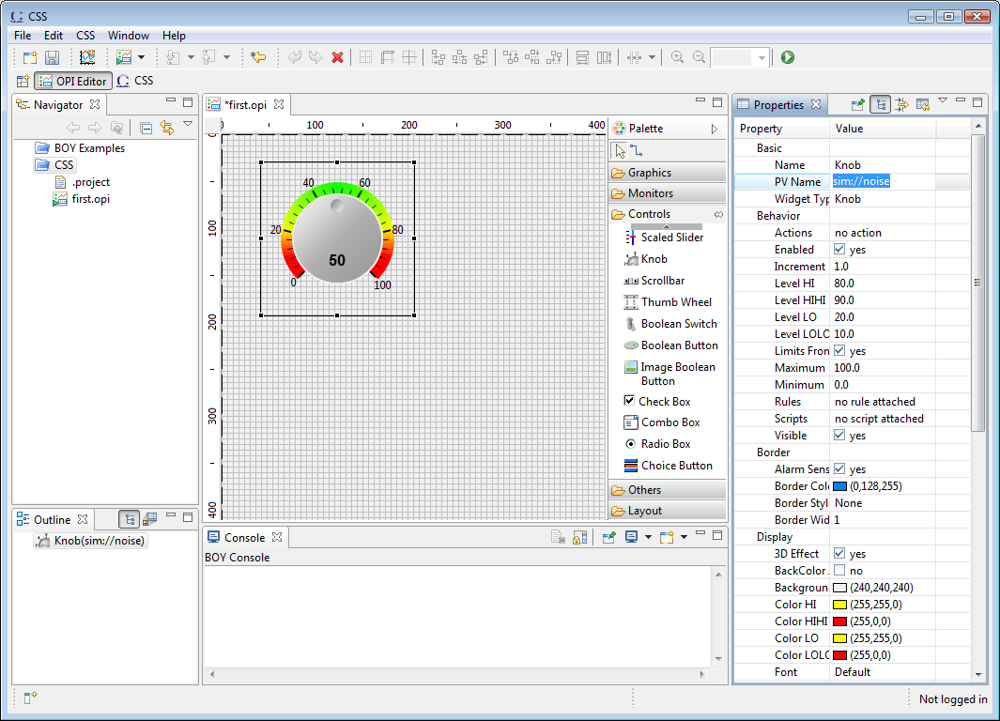 CSS
File Edit CSS Window Help
OPI Editor CSS
Navigator
BOY Examples
CSS
.project
first.opi
Outline
Knob(sim://noise)
*first.opi
0 100 200 300 400
0
100
200
300
400
40 60
20 80
50
0 100
Palette
Graphics
Monitors
Controls
Scaled Slider
Knob
Scrollbar
Thumb Wheel
Boolean Switch
Boolean Button
Image Boolean
Button
Check Box
Combo Box
Radio Box
Choice Button
Others
Layout
Console
BOY Console
Properties
Property Value
Basic
Name Knob
PV Name sim://noise
Widget Typ Knob
Behavior
Actions no action
Enabled yes
Increment 1.0
Level HI 80.0
Level HIHI 90.0
Level LO 20.0
Level LOLO 10.0
Limits From yes
Maximum 100.0
Minimum 0.0
Rules no rule attached
Scripts no script attached
Visible yes
Border
Alarm Sens yes
Border Colo (0,128,255)
Border Style None
Border Wid 1
Display
3D Effect yes
BackColor no
Backgroun (240,240,240)
Color HI (255,255,0)
Color HIHI (255,0,0)
Color LO (255,255,0)
Color LOLO (255,0,0)
Font Default
Not logged in